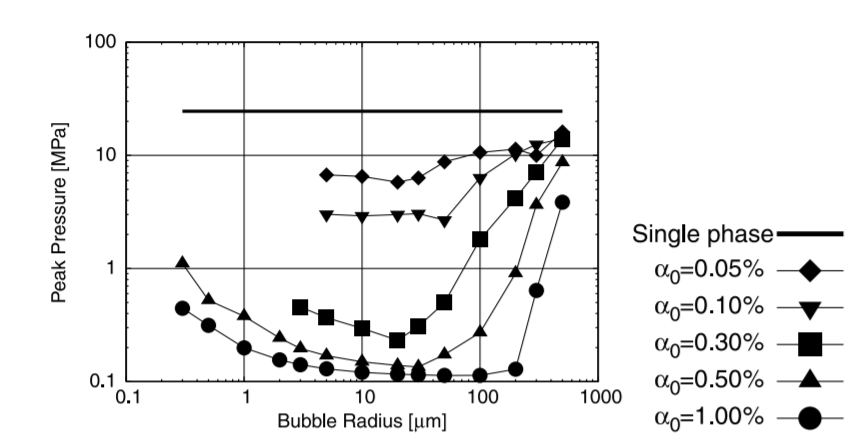 100
10
1
0.1
Peak Pressure [MPa]
0.1 1 10 100 1000
Bubble Radius [μm]
Single phase
α₀=0.05%
α₀=0.10%
α₀=0.30%
α₀=0.50%
α₀=1.00%